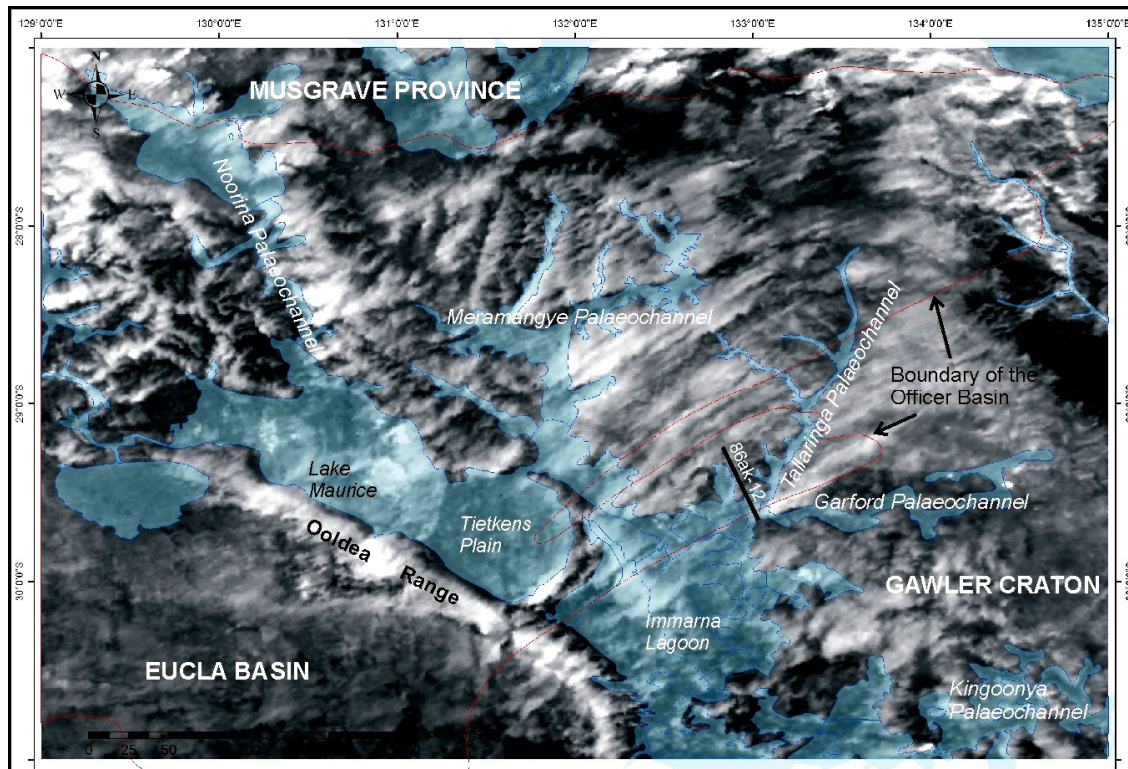 129°0'0"E 130°0'0"E 131°0'0"E 132°0'0"E 133°0'0"E 134°0'0"E 135°0'0"E
N
W E
S
MUSGRAVE PROVINCE
Noorina Palaeochannel
28°0'0"S
Meramangye Palaeochannel
Tallaringa Palaeochannel
Boundary of the
Officer Basin
29°0'0"S
86ak-12
Lake
Maurice
Garford Palaeochannel
Tietkens
Plain
Ooldea
Range
30°0'0"S
GAWLER CRATON
Immarna
Lagoon
EUCLA BASIN
Kingoonya
Palaeochannel
0 25 50